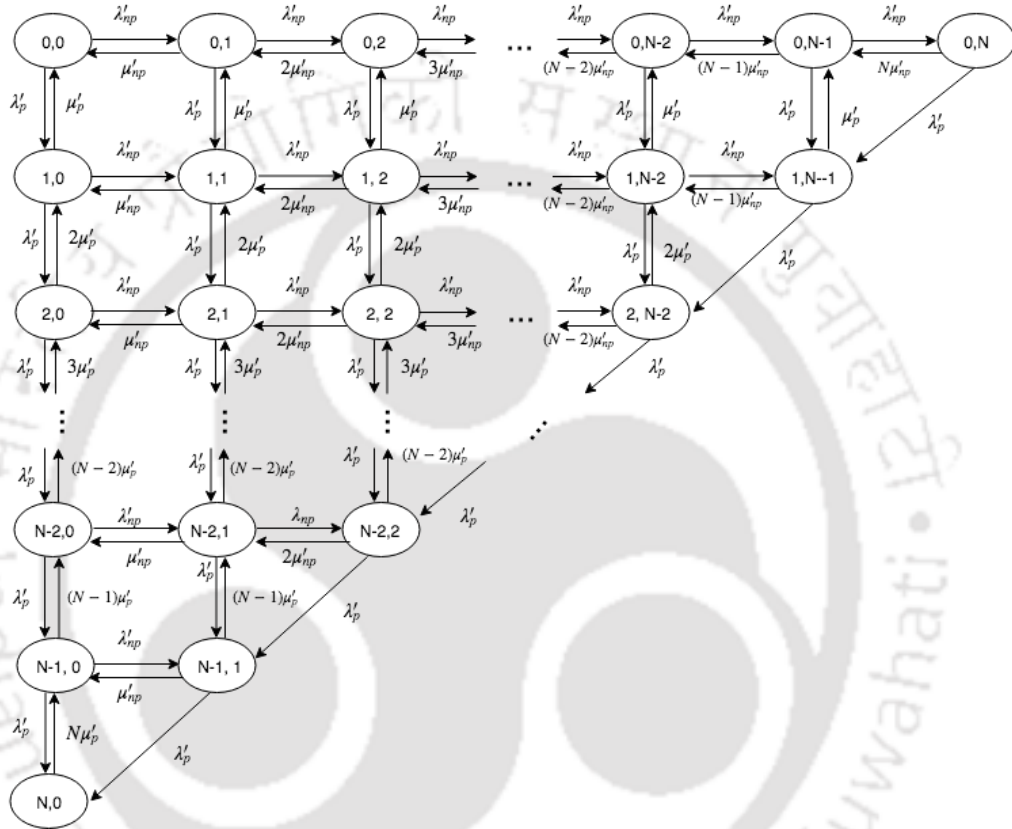 λ′np λ′np λ′np λ′np λ′np λ′np
0,0 0,1 0,2 ... 0,N-2 0,N-1 0,N
μ′np 2μ′np 3μ′np (N−2)μ′np (N−1)μ′np Nμ′np
λ′p μ′p λ′p μ′p λ′p μ′p λ′p μ′p λ′p μ′p λ′p
λ′np λ′np λ′np λ′np λ′np
1,0 1,1 1, 2 ... 1,N-2 1,N--1
μ′np 2μ′np 3μ′np (N−2)μ′np (N−1)μ′np
λ′p 2μ′p λ′p 2μ′p λ′p 2μ′p λ′p 2μ′p λ′p
λ′np λ′np λ′np λ′np
2,0 2,1 2, 2 ... 2, N-2
μ′np 2μ′np 3μ′np (N−2)μ′np
λ′p 3μ′p λ′p 3μ′p λ′p 3μ′p λ′p
⋮ ⋮ ⋮ ⋰
λ′p (N−2)μ′p λ′p (N−2)μ′p λ′p (N−2)μ′p λ′p
λ′np λnp
N-2,0 N-2,1 N-2,2
μ′np 2μ′np
λ′p (N−1)μ′p λ′p (N−1)μ′p λ′p
λ′np
N-1, 0 N-1, 1
μ′np
λ′p Nμ′p λ′p
N,0